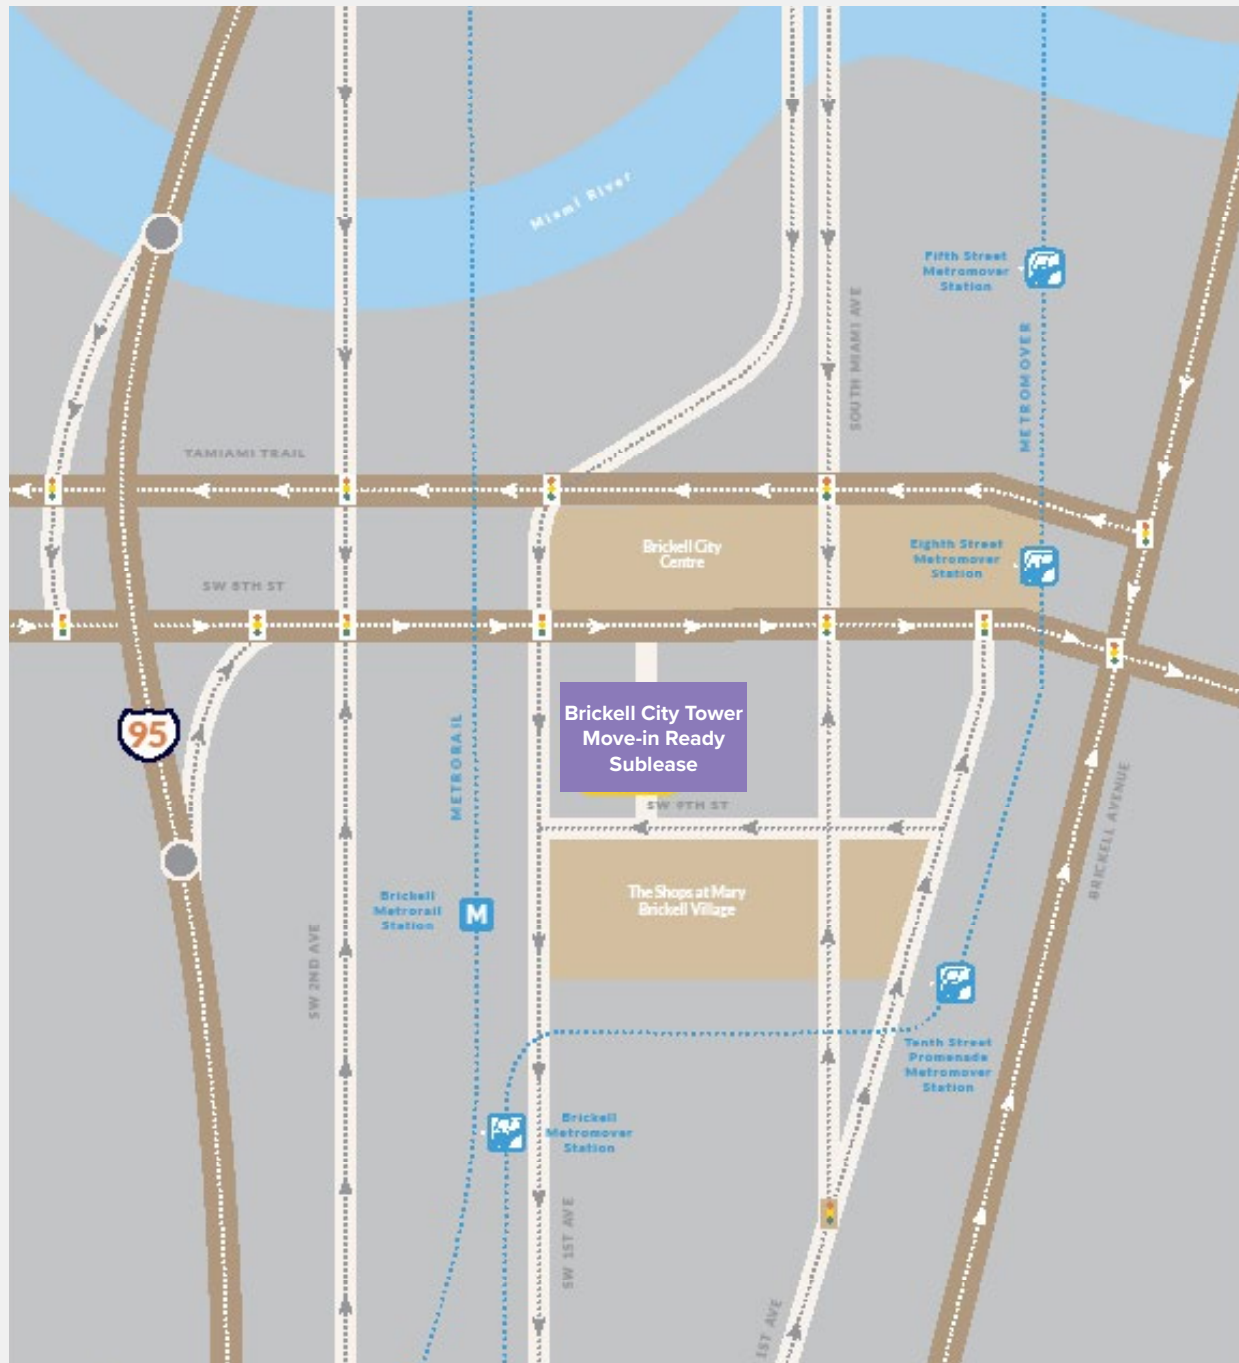 Miami River
Fifth Street
Metromover
Station
SOUTH MIAMI AVE
METROMOVER
TAMIAMI TRAIL
Brickell City
Centre
Eighth Street
Metromover
Station
SW 8TH ST
Brickell City Tower
Move-in Ready
Sublease
95
METRORAIL
SW 9TH ST
BRICKELL AVENUE
Brickell
Metrorail
Station
M
The Shops at Mary
Brickell Village
SW 2ND AVE
Tenth Street
Promenade
Metromover
Station
Brickell
Metromover
Station
SW 1ST AVE
1ST AVE